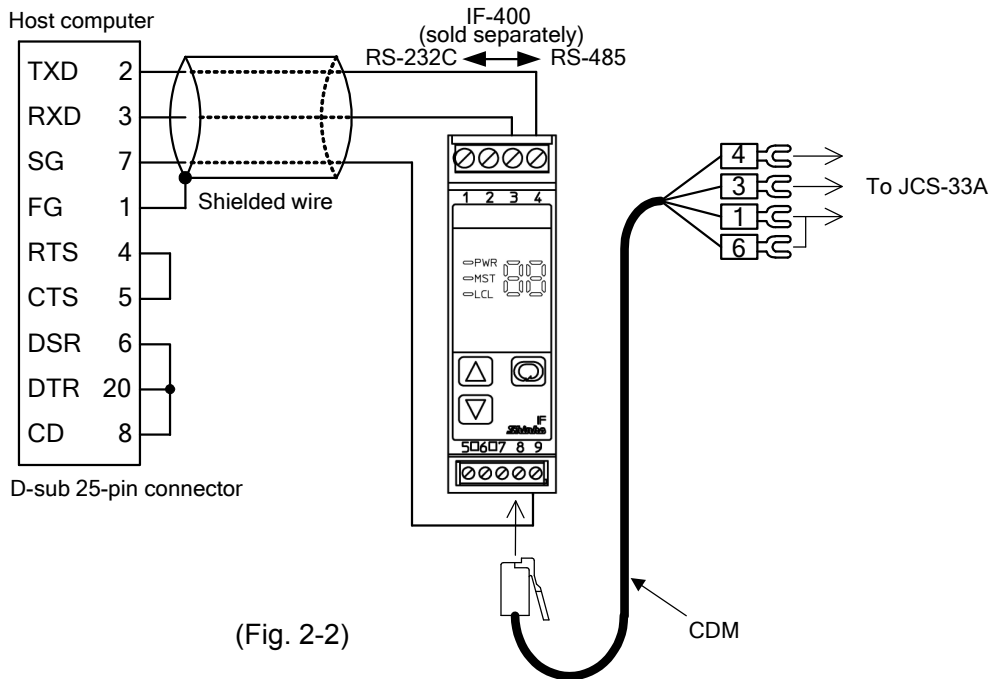 Host computer
IF-400
(sold separately)
RS-232C
RS-485
TXD 2
RXD 3
SG 7
FG 1
RTS 4
CTS 5
DSR 6
DTR 20
CD 8
D-sub 25-pin connector
Shielded wire
1 2 3 4
PWR
MST
LCL
88
IF
Shinko
5 6 7 8 9
4
3
1
6
To JCS-33A
CDM
(Fig. 2-2)